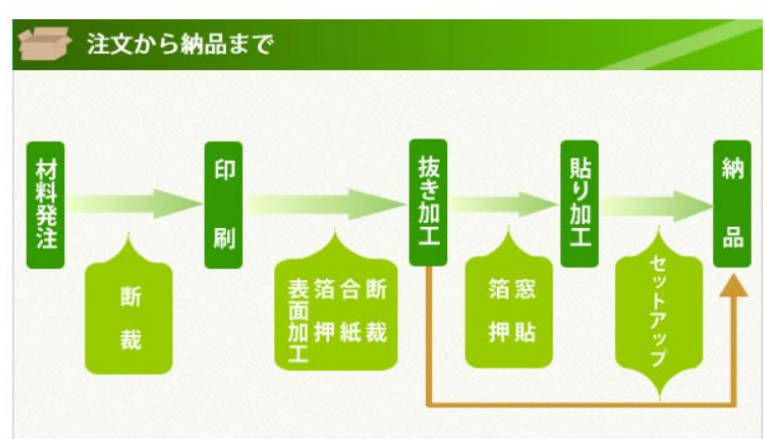 注文から納品まで
材料発注
断裁
印刷
断裁
合紙
箔押
表面加工
抜き加工
窓貼
箔押
貼り加工
セットアップ
納品